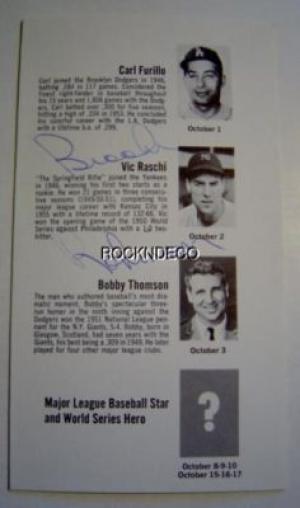 Carl Furillo
Carl joined the Brooklyn Dodgers in 1946,
batting .284 in 117 games. Considered the
finest right-fielder in baseball throughout
his 15 years and 1,806 games with the Dodg-
ers, Carl batted over .300 for five seasons,
hitting a high of .344 in 1953. He concluded
his colorful career with the L.A. Dodgers
with a lifetime b.a. of .299.
October 1
Vic Raschi
"The Springfield Rifle" joined the Yankees
in 1946, winning his first two starts as a
rookie. He won 21 games in three consecu-
tive seasons (1949/50/51), completing his
major league career with Kansas City in
1955 with a lifetime record of 132-66. Vic
won the opening game of the 1950 World
Series against Philadelphia with a 1-0 two-
hitter.
October 2
ROCKNDECO
Bobby Thomson
The man who authored baseball's most dra-
matic moment. Bobby's spectacular three-
run homer in the ninth inning against the
Dodgers won the 1951 National League pen-
nant for the N.Y. Giants, 5-4. Bobby, born in
Glasgow, Scotland, had seven years with the
Giants, his best being a .309 in 1949. He later
played for four other major league clubs.
October 3
Major League Baseball Star
and World Series Hero
?
October 8-9-10
October 15-16-17